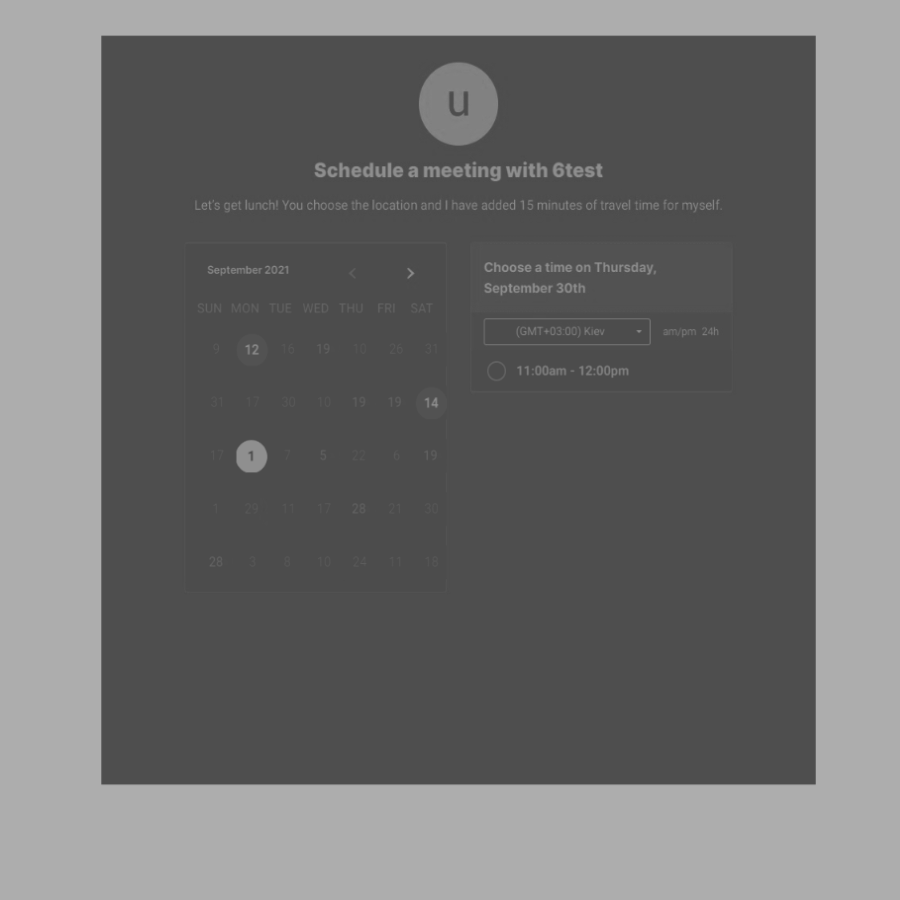 u
Schedule a meeting with 6test
Let's get lunch! You choose the location and I have added 15 minutes of travel time for myself.
September 2021
SUN MON TUE WED THU FRI SAT
9 12 16 19 10 26 31
31 17 30 10 19 19 14
17 1 7 5 22 6 19
1 29 11 17 28 21 30
28 3 8 10 24 11 18
Choose a time on Thursday,
September 30th
(GMT+03:00) Kiev am/pm 24h
11:00am - 12:00pm